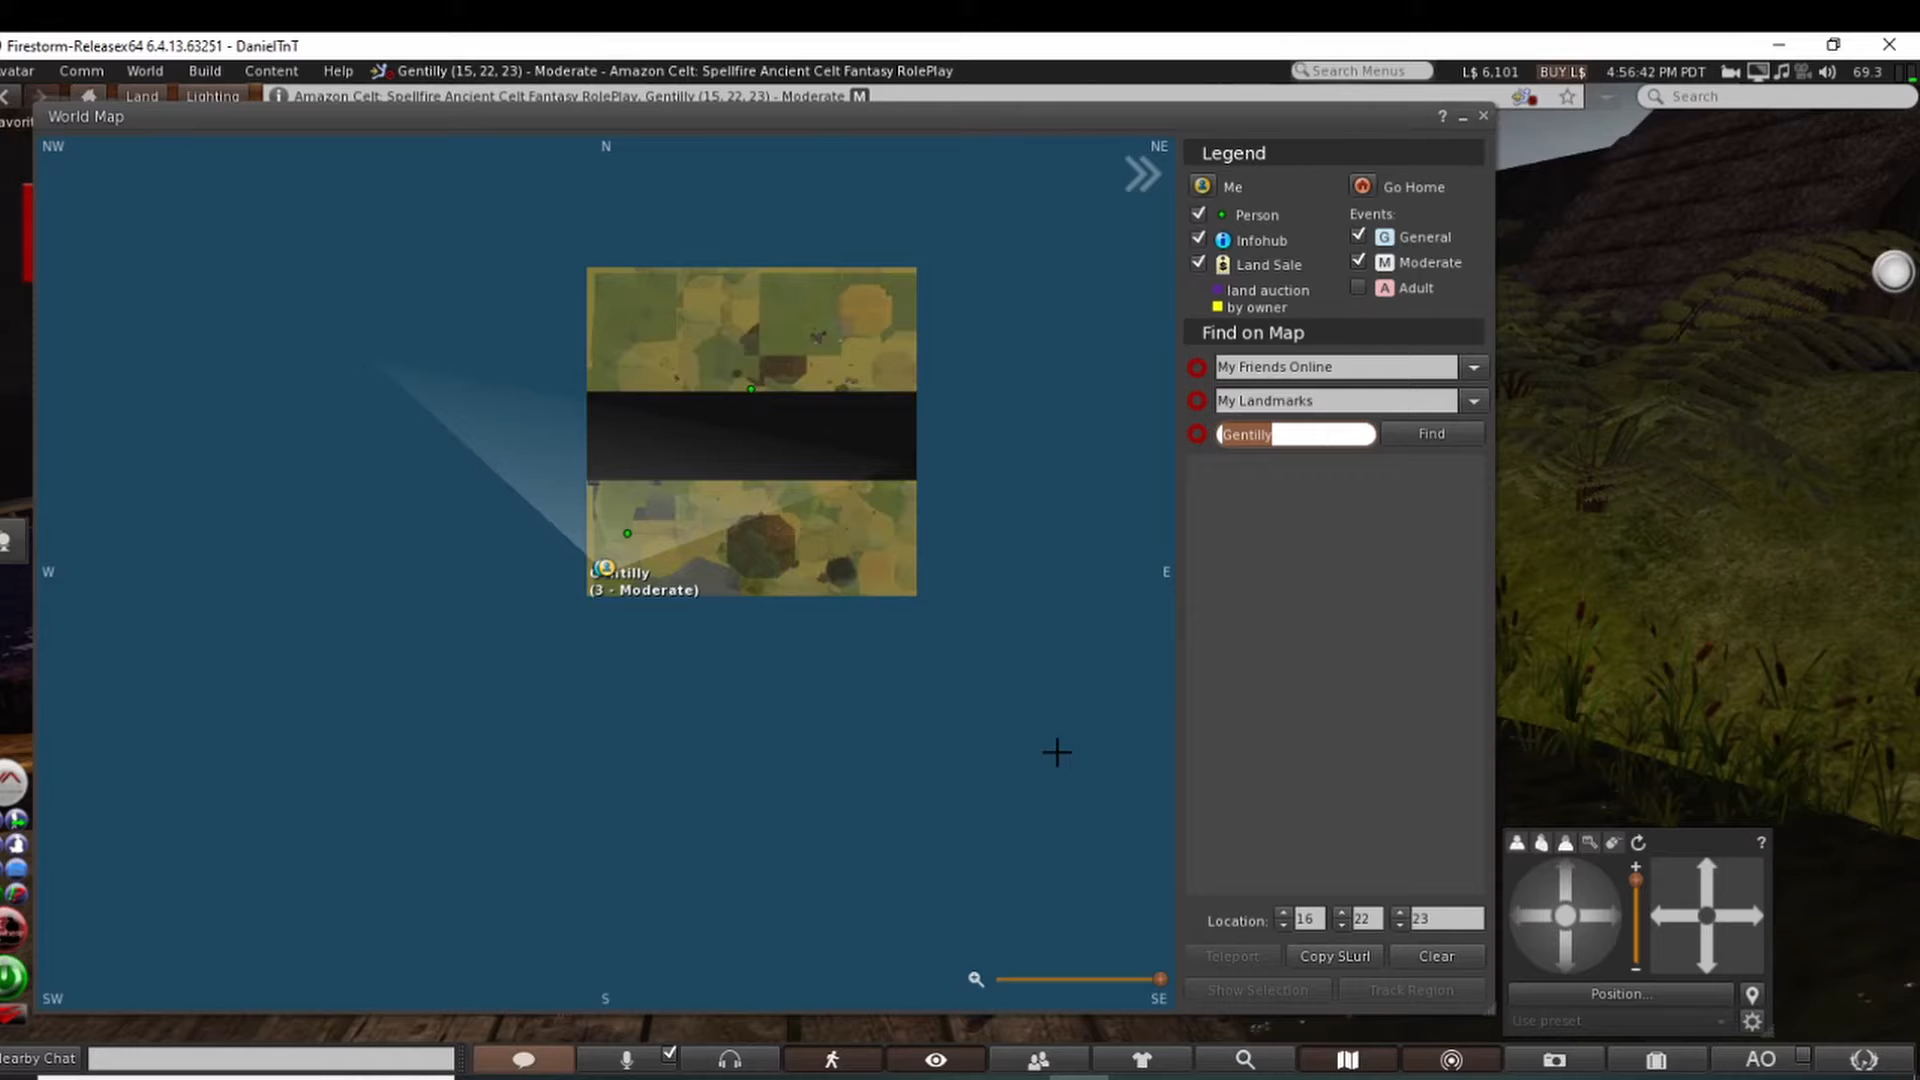 Firestorm-Releasex64 6.4.13.63251 - DanielTnT
vatar Comm World Build Content Help Gentilly (15, 22, 23) - Moderate - Amazon Celt: Spellfire Ancient Celt Fantasy RolePlay Search Menus L$ 6,101 BUY L$ 4:56:42 PM PDT 69.3
Land Lighting Amazon Celt: Spellfire Ancient Celt Fantasy RolePlay, Gentilly (15, 22, 23) - Moderate M Search
avori
World Map ?
NW N NE
Legend
Me Go Home
Person Events:
Infohub G General
Land Sale M Moderate
land auction A Adult
by owner
Find on Map
My Friends Online
My Landmarks
Gentilly Find
W E
tilly
(3 - Moderate)
Location: 16 22 23
Teleport Copy SLurl Clear
Show Selection Track Region
SW S SE
?
Position...
Use preset
earby Chat AO